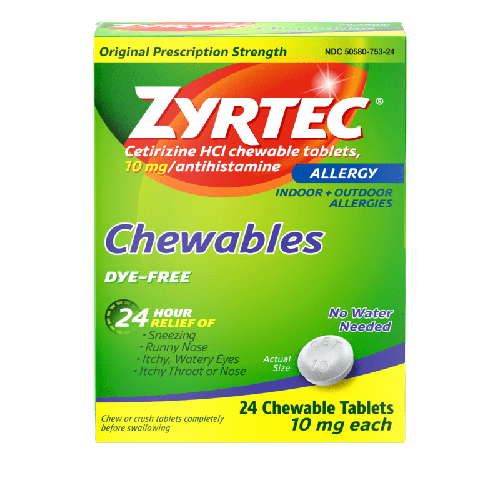 Original Prescription Strength
NDC 50580-753-24
ZYRTEC®
Cetirizine HCl chewable tablets,
10 mg/antihistamine
ALLERGY
INDOOR + OUTDOOR
ALLERGIES
Chewables
DYE-FREE
24 HOUR
RELIEF OF
• Sneezing
• Runny Nose
• Itchy, Watery Eyes
• Itchy Throat or Nose
No Water
Needed
Actual
Size
10
24 Chewable Tablets
10 mg each
Chew or crush tablets completely
before swallowing.